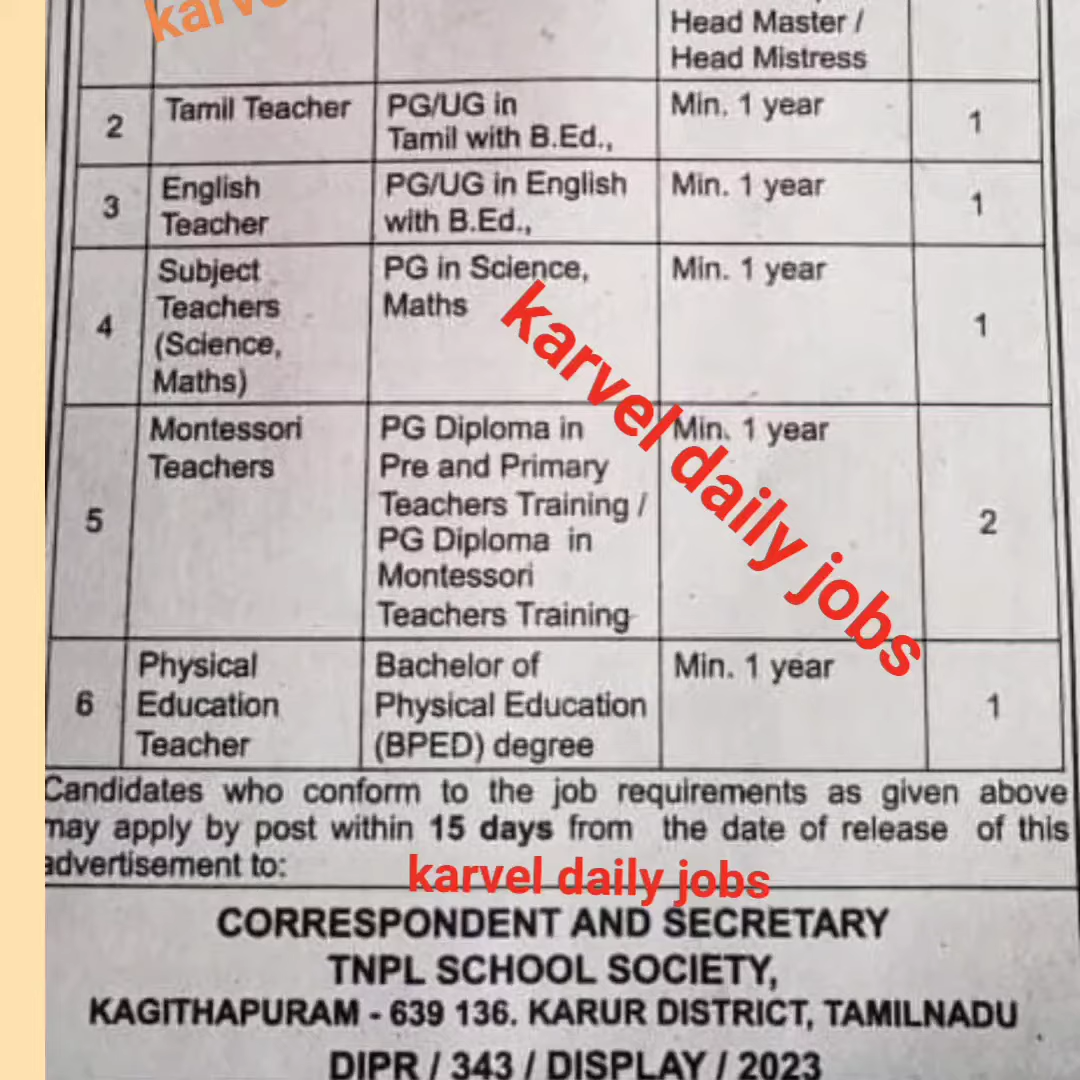 karve
Head Master /
Head Mistress
2 Tamil Teacher PG/UG in Min. 1 year 1
Tamil with B.Ed.,
3 English PG/UG in English Min. 1 year 1
Teacher with B.Ed.,
4 Subject PG in Science, Min. 1 year 1
Teachers Maths
(Science,
Maths)
5 Montessori PG Diploma in Min. 1 year 2
Teachers Pre and Primary
Teachers Training /
PG Diploma in
Montessori
Teachers Training
karvel daily jobs
6 Physical Bachelor of Min. 1 year 1
Education Physical Education
Teacher (BPED) degree
Candidates who conform to the job requirements as given above
may apply by post within 15 days from the date of release of this
advertisement to:
karvel daily jobs
CORRESPONDENT AND SECRETARY
TNPL SCHOOL SOCIETY,
KAGITHAPURAM - 639 136. KARUR DISTRICT, TAMILNADU
DIPR / 343 / DISPLAY / 2023